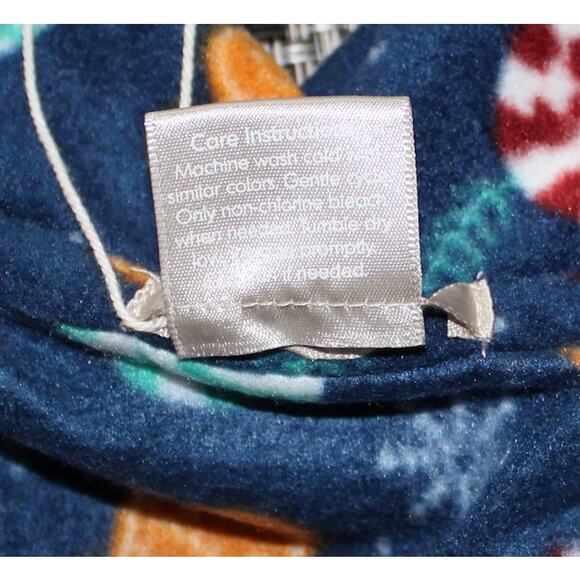 Care Instructions
Machine wash cold with
similar colors. Gentle cycle.
Only non-chlorine bleach
when needed. Tumble dry
low. promptly.
if needed.